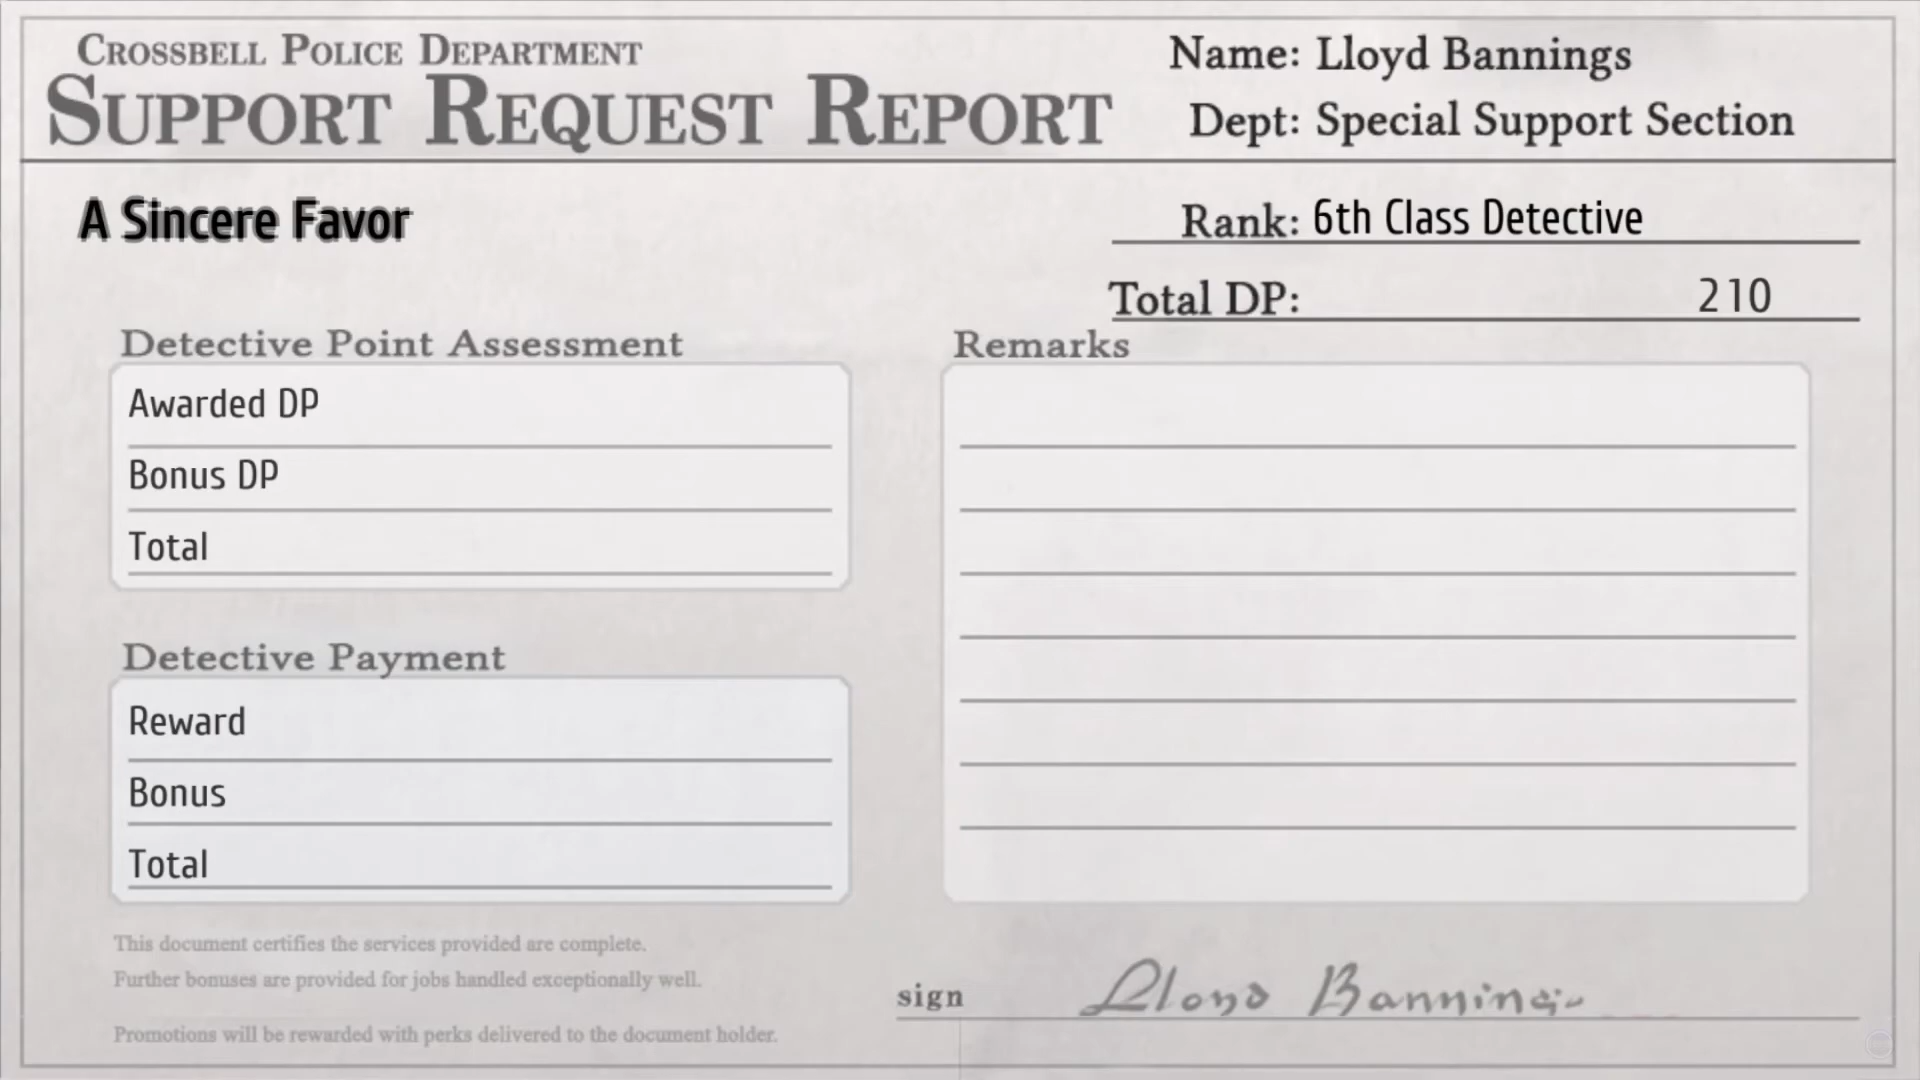 Crossbell Police Department
Support Request Report
Name: Lloyd Bannings
Dept: Special Support Section
A Sincere Favor
Rank: 6th Class Detective
Total DP: 210
Detective Point Assessment
Awarded DP
Bonus DP
Total
Remarks
Detective Payment
Reward
Bonus
Total
This document certifies the services provided are complete.
Further bonuses are provided for jobs handled exceptionally well.
Promotions will be rewarded with perks delivered to the document holder.
sign Lloyd Bannings